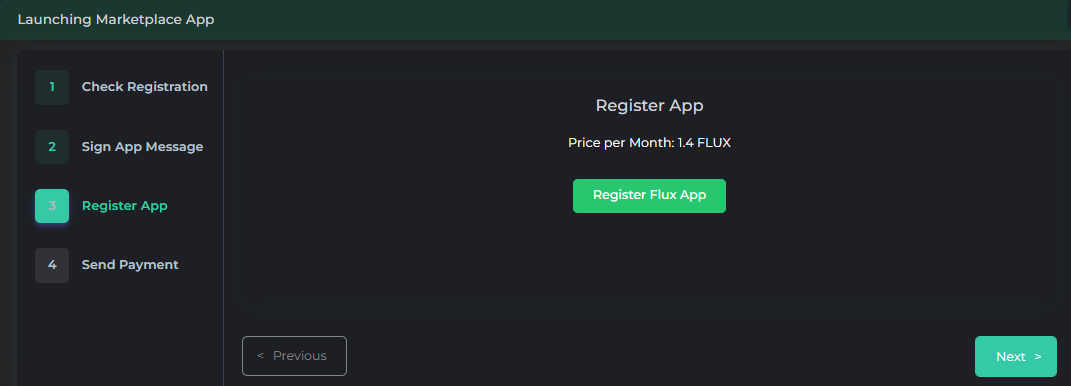 Launching Marketplace App
1 Check Registration
2 Sign App Message
3 Register App
4 Send Payment
Register App
Price per Month: 1.4 FLUX
Register Flux App
< Previous
Next >